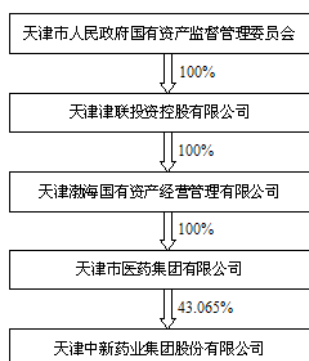 天津市人民政府国有资产监督管理委员会
100%
天津津联投资控股有限公司
100%
天津渤海国有资产经营管理有限公司
100%
天津市医药集团有限公司
43.065%
天津中新药业集团股份有限公司